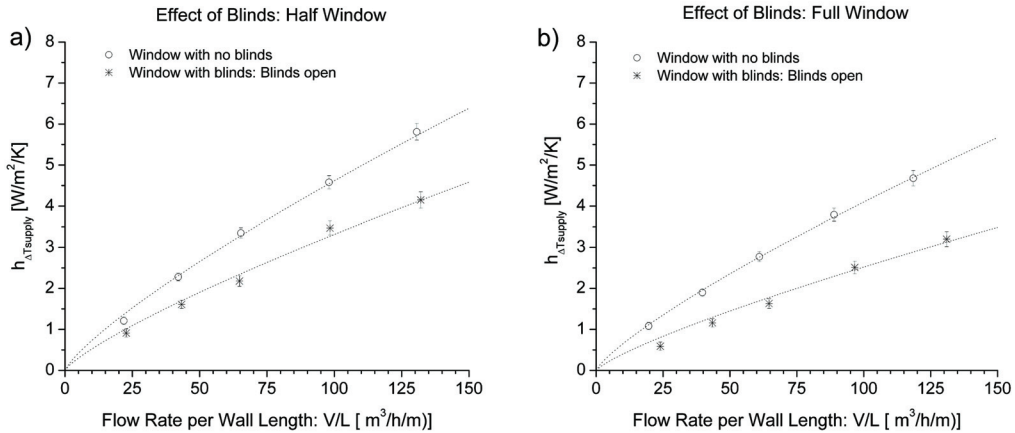 Effect of Blinds: Half Window
a)
Window with no blinds
Window with blinds: Blinds open
8
7
6
5
4
3
2
1
0
h ΔTsupply [W/m²/K]
0 25 50 75 100 125 150
Flow Rate per Wall Length: V/L [ m³/h/m)]
Effect of Blinds: Full Window
b)
Window with no blinds
Window with blinds: Blinds open
8
7
6
5
4
3
2
1
0
h ΔTsupply [W/m²/K]
0 25 50 75 100 125 150
Flow Rate per Wall Length: V/L [ m³/h/m)]